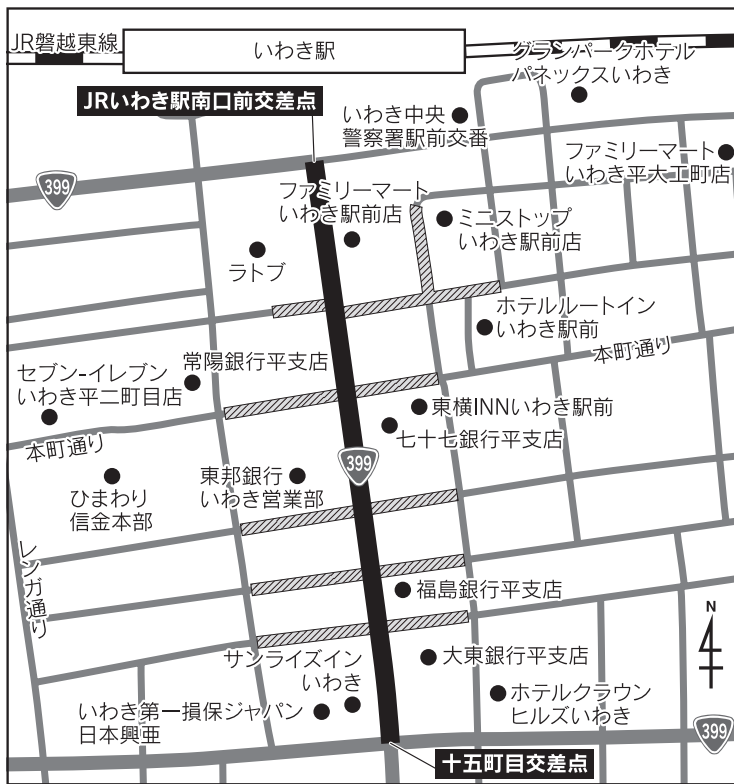 JR磐越東線
いわき駅
グランパークホテル
パネックスいわき
JRいわき駅南口前交差点
いわき中央
警察署駅前交番
ファミリーマート
いわき平大工町店
399
ファミリーマート
いわき駅前店
ミニストップ
いわき駅前店
ラトブ
ホテルルートイン
いわき駅前
本町通り
常陽銀行平支店
セブン-イレブン
いわき平二町目店
東横INNいわき駅前
七十七銀行平支店
本町通り
399
東邦銀行
いわき営業部
ひまわり
信金本部
レンガ通り
福島銀行平支店
N
サンライズイン
いわき
大東銀行平支店
いわき第一損保ジャパン
日本興亜
ホテルクラウン
ヒルズいわき
399
十五町目交差点